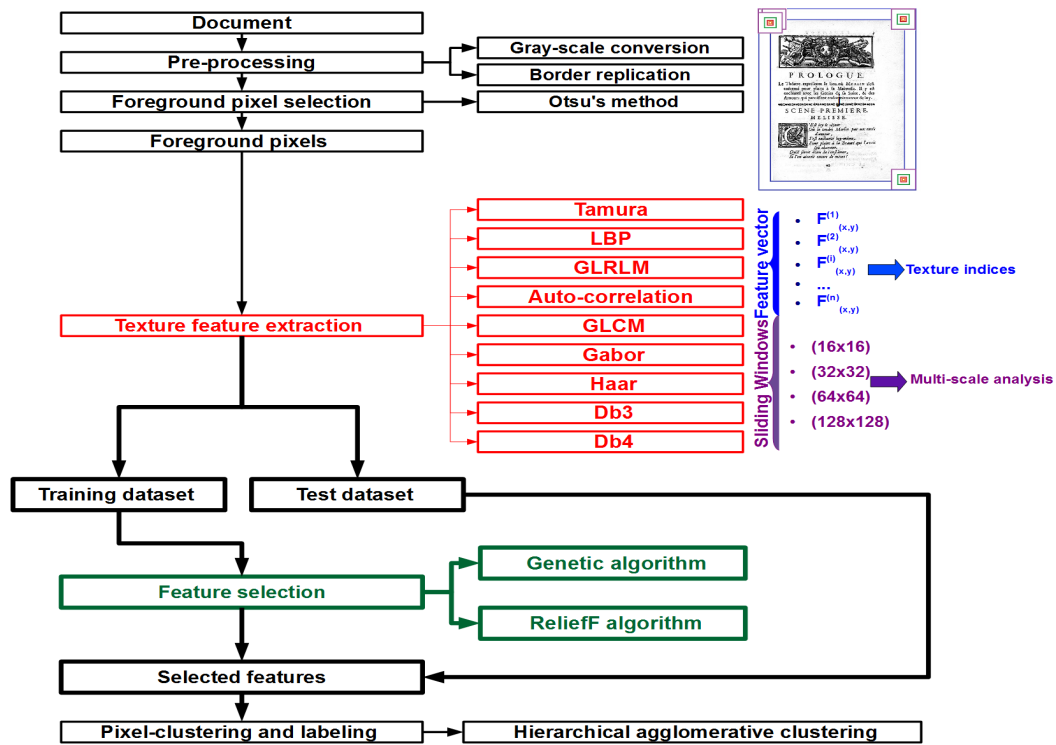 Document
Pre-processing
Gray-scale conversion
Border replication
Foreground pixel selection
Otsu's method
Foreground pixels
PROLOGUE.
SCENE PREMIERE.
MELISSE.
Texture feature extraction
Tamura
LBP
GLRLM
Auto-correlation
GLCM
Gabor
Haar
Db3
Db4
Feature vector
• F(1)(x,y)
• F(2)(x,y)
• F(i)(x,y)
• ...
• F(n)(x,y)
Texture indices
Sliding Windows
• (16x16)
• (32x32)
• (64x64)
• (128x128)
Multi-scale analysis
Training dataset
Test dataset
Feature selection
Genetic algorithm
ReliefF algorithm
Selected features
Pixel-clustering and labeling
Hierarchical agglomerative clustering